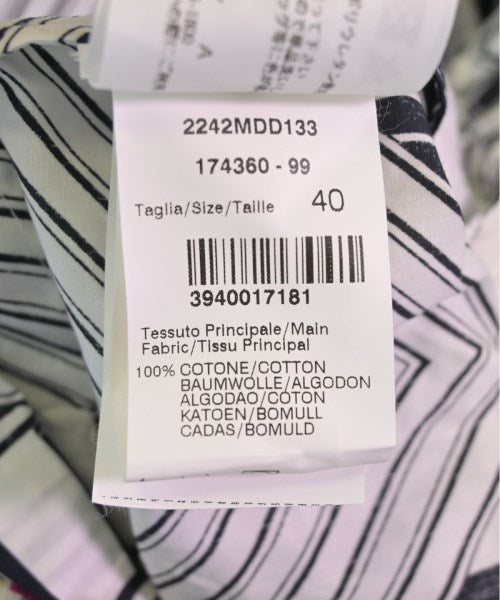 2242MDD133
174360 - 99
Taglia/Size/Taille 40
3940017181
Tessuto Principale/Main
Fabric/Tissu Principal
100% COTONE/COTTON
BAUMWOLLE/ALGODON
ALGODAO/COTON
KATOEN/BOMULL
CADAS/BOMULD